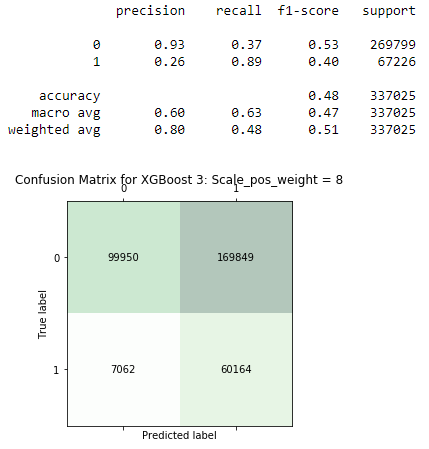 precision recall f1-score support
0 0.93 0.37 0.53 269799
1 0.26 0.89 0.40 67226
accuracy 0.48 337025
macro avg 0.60 0.63 0.47 337025
weighted avg 0.80 0.48 0.51 337025
Confusion Matrix for XGBoost 3: Scale_pos_weight = 8
0 1
0 99950 169849
True label
1 7062 60164
Predicted label